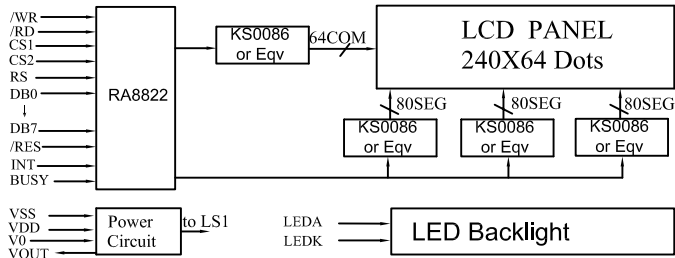 /WR
/RD
CS1
CS2
RS
DB0
DB7
/RES
INT
BUSY
RA8822
KS0086
or Eqv
64COM
LCD PANEL
240X64 Dots
80SEG
80SEG
80SEG
KS0086
or Eqv
KS0086
or Eqv
KS0086
or Eqv
VSS
VDD
V0
VOUT
Power
Circuit
to LS1
LEDA
LEDK
LED Backlight